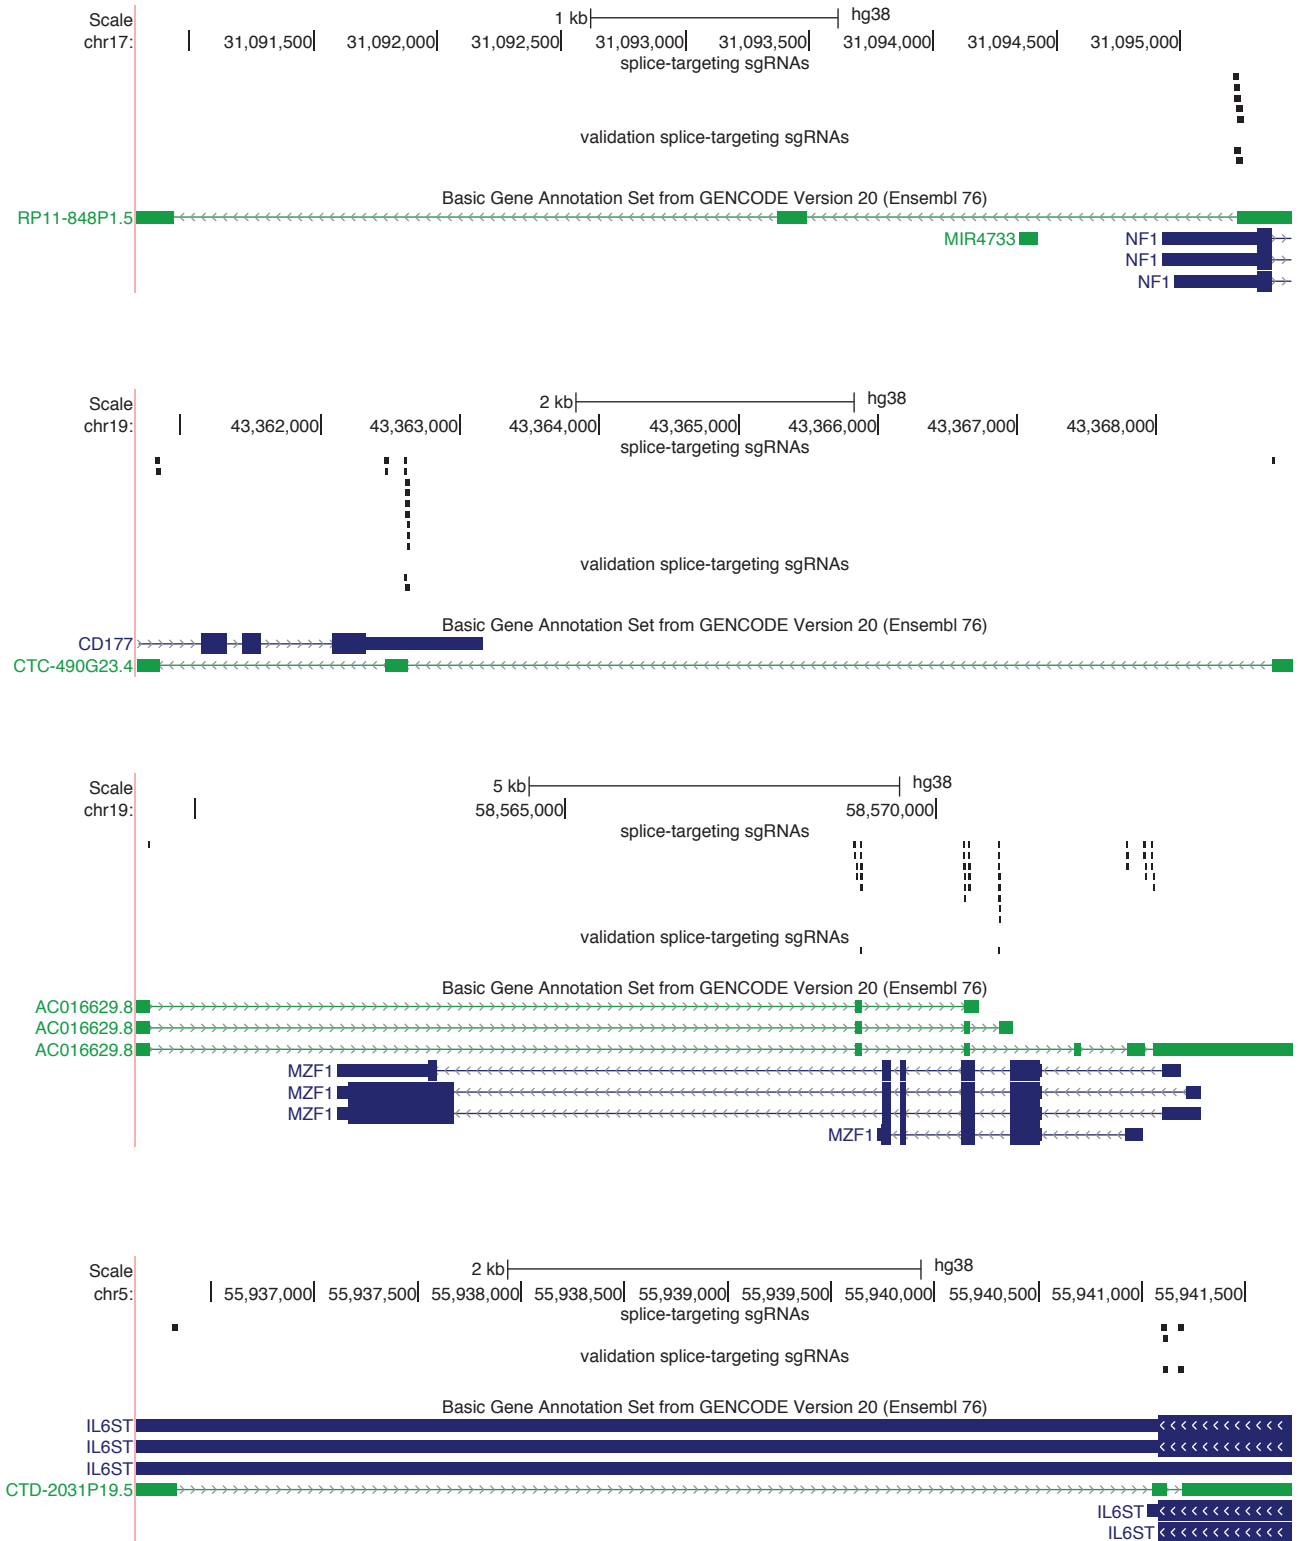 Scale 1 kb hg38
chr17: 31,091,500 31,092,000 31,092,500 31,093,000 31,093,500 31,094,000 31,094,500 31,095,000
splice-targeting sgRNAs
validation splice-targeting sgRNAs
Basic Gene Annotation Set from GENCODE Version 20 (Ensembl 76)
RP11-848P1.5
MIR4733 NF1
NF1
NF1
Scale 2 kb hg38
chr19: 43,362,000 43,363,000 43,364,000 43,365,000 43,366,000 43,367,000 43,368,000
splice-targeting sgRNAs
validation splice-targeting sgRNAs
Basic Gene Annotation Set from GENCODE Version 20 (Ensembl 76)
CD177
CTC-490G23.4
Scale 5 kb hg38
chr19: 58,565,000 58,570,000
splice-targeting sgRNAs
validation splice-targeting sgRNAs
Basic Gene Annotation Set from GENCODE Version 20 (Ensembl 76)
AC016629.8
AC016629.8
AC016629.8
MZF1
MZF1
MZF1
MZF1
Scale 2 kb hg38
chr5: 55,937,000 55,937,500 55,938,000 55,938,500 55,939,000 55,939,500 55,940,000 55,940,500 55,941,000 55,941,500
splice-targeting sgRNAs
validation splice-targeting sgRNAs
Basic Gene Annotation Set from GENCODE Version 20 (Ensembl 76)
IL6ST
IL6ST
IL6ST
CTD-2031P19.5
IL6ST
IL6ST